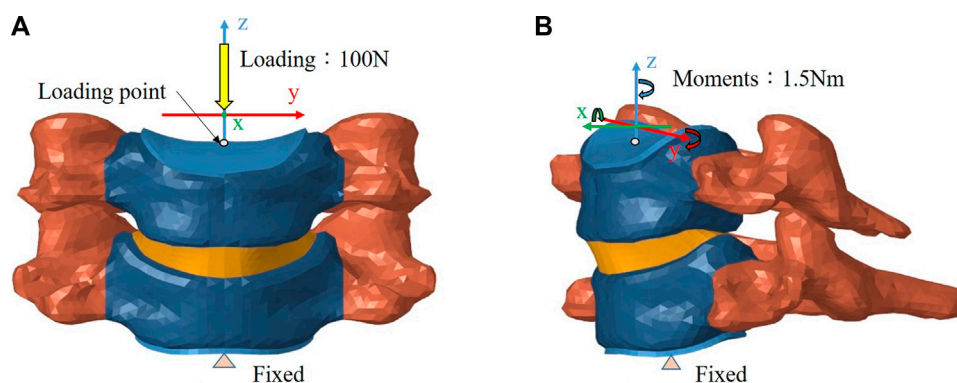 A
z
Loading：100N
Loading point
y
x
Fixed
B
z
Moments：1.5Nm
x
y
Fixed